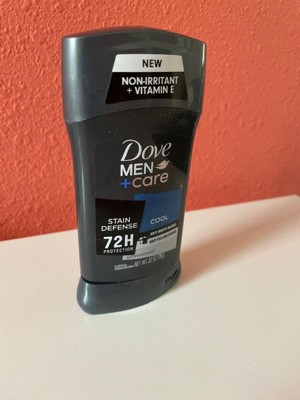 NEW
NON-IRRITANT
+ VITAMIN E
Dove
MEN
+care
STAIN
DEFENSE
COOL
72H
PROTECTION